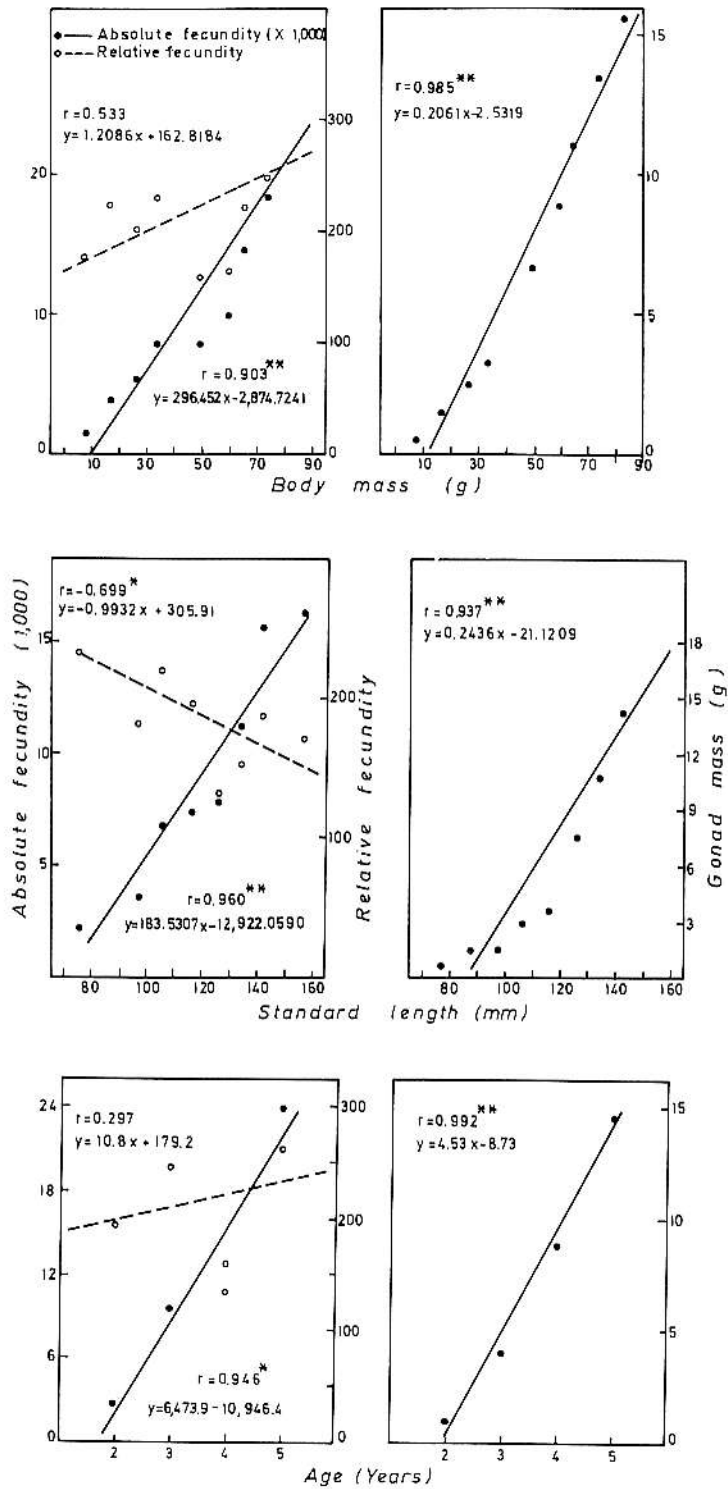 Absolute fecundity (X 1,000)
Relative fecundity
r=0.533
y=1.2086x+162.8184
r=0.903**
y=296.452x-2,874.7241
20
10
0
300
200
100
0
10 30 50 70 90
r=0.985**
y=0.2061x-2.5319
15
10
5
0
10 30 50 70 90
Body mass (g)
r=-0.699*
y=-0.9932x + 305.91
r=0.960**
y=183.5307x-12,922.0590
15
10
5
200
100
80 100 120 140 160
Absolute fecundity (1,000)
Relative fecundity
r=0.937**
y=0.2436x-21.1209
18
15
12
9
6
3
80 100 120 140 160
Gonad mass (g)
Standard length (mm)
r=0.297
y=10.8x+179.2
r=0.946*
y=6,473.9-10,946.4
24
18
12
6
0
300
200
100
0
2 3 4 5
r=0.992**
y=4.53x-8.73
15
10
5
0
2 3 4 5
Age (Years)